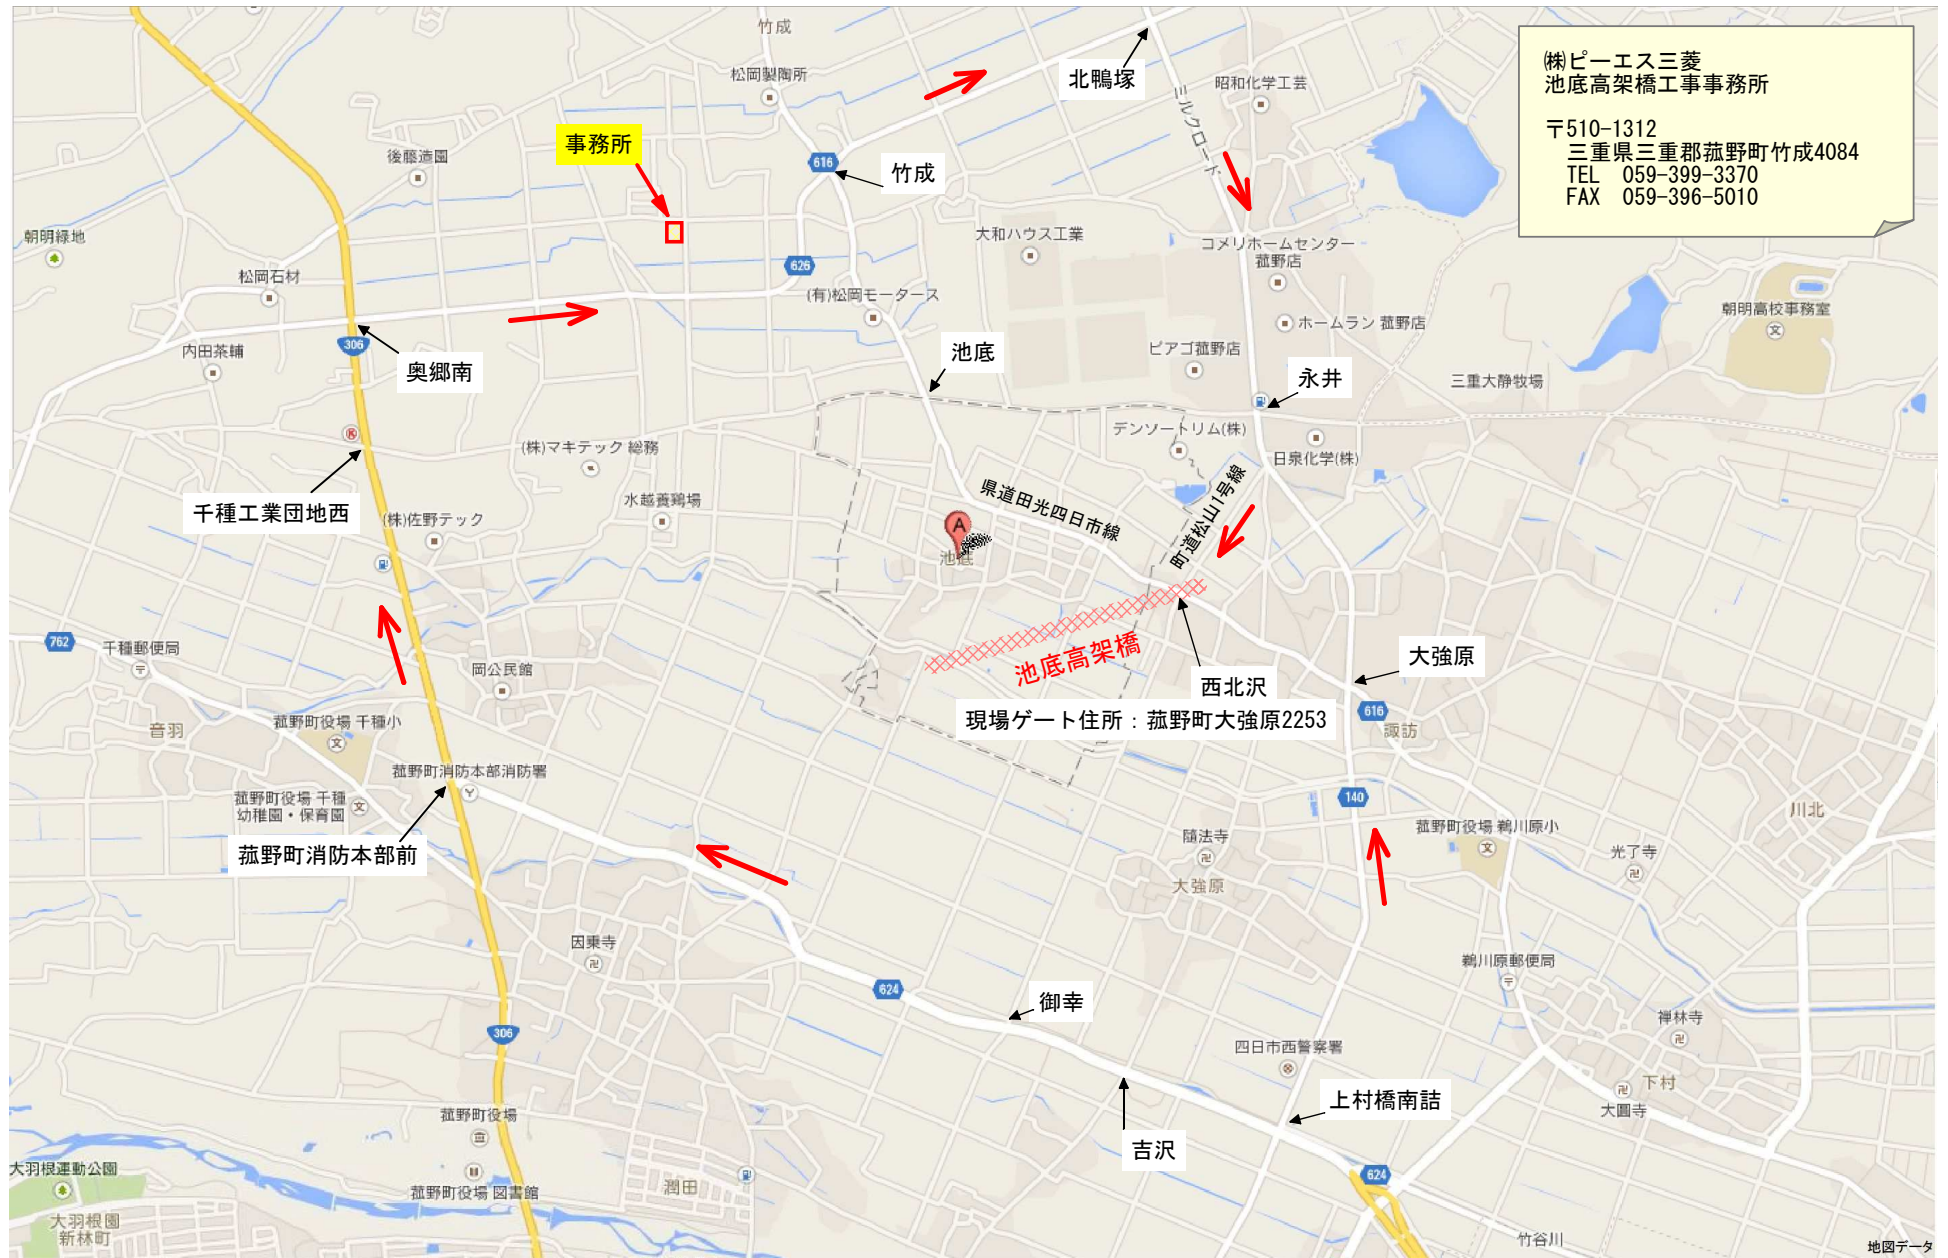 ㈱ピーエス三菱
池底高架橋工事事務所
〒510-1312
三重県三重郡菰野町竹成4084
TEL 059-399-3370
FAX 059-396-5010
竹成
松岡製陶所
北鴨塚
昭和化学工芸
ミルクロード
事務所
後藤造園
616
竹成
朝明緑地
大和ハウス工業
コメリホームセンター
菰野店
松岡石材
626
(有)松岡モータース
朝明高校事務室
ホームラン 菰野店
306
内田茶輔
奥郷南
池底
ピアゴ菰野店
永井
三重大静牧場
(株)マキテック 総務
デンソートリム(株)
日泉化学(株)
千種工業団地西
(株)佐野テック
水越養鶏場
県道田光四日市線
町道松山1号線
A
池底
762
千種郵便局
岡公民館
池底高架橋
西北沢
現場ゲート住所：菰野町大強原2253
大強原
616
諏訪
音羽
菰野町役場 千種小
菰野町消防本部消防署
菰野町役場 千種
幼稚園・保育園
菰野町消防本部前
140
川北
隨法寺
菰野町役場 鵜川原小
光了寺
大強原
因乗寺
鵜川原郵便局
624
御幸
禅林寺
306
四日市西警察署
下村
上村橋南詰
大圓寺
菰野町役場
吉沢
大羽根運動公園
菰野町役場 図書館
潤田
624
大羽根園
新林町
竹谷川
地図データ